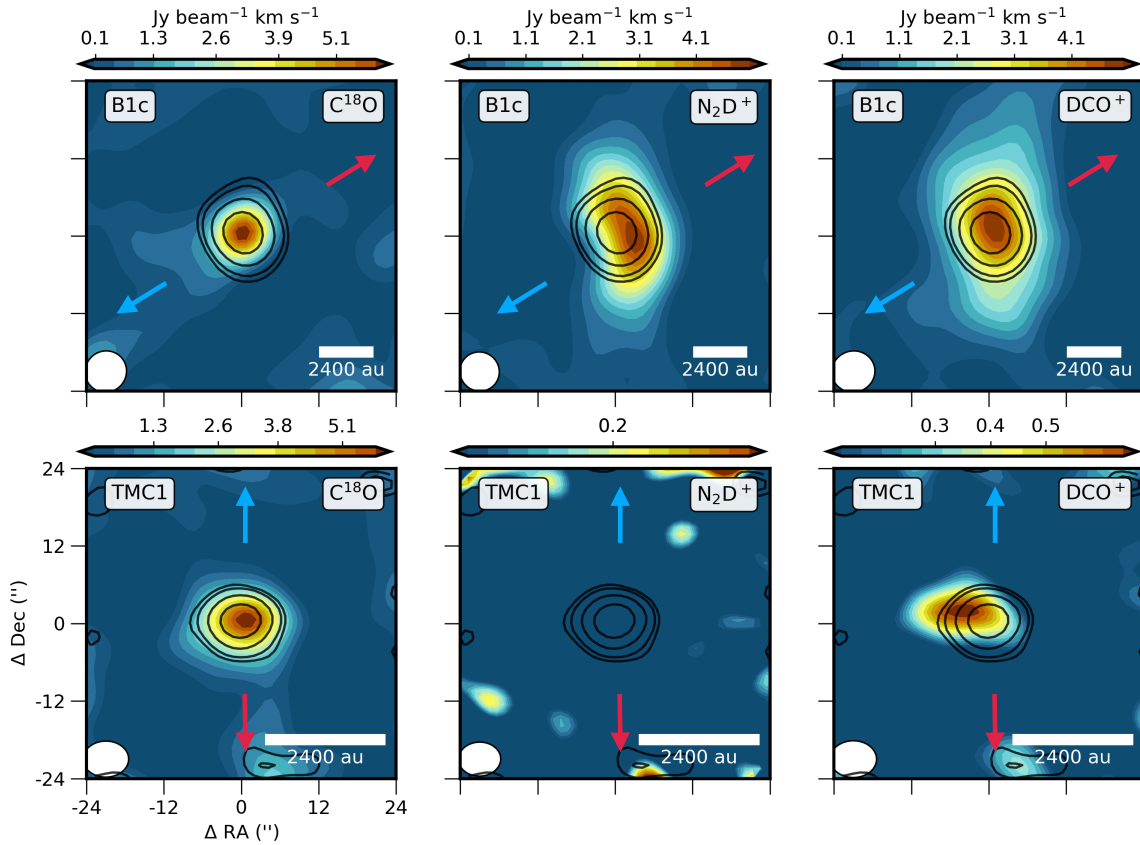 Jy beam⁻¹ km s⁻¹ Jy beam⁻¹ km s⁻¹ Jy beam⁻¹ km s⁻¹
0.1 1.3 2.6 3.9 5.1 0.1 1.1 2.1 3.1 4.1 0.1 1.1 2.1 3.1 4.1
B1c C¹⁸O B1c N₂D⁺ B1c DCO⁺
2400 au 2400 au 2400 au
1.3 2.6 3.8 5.1 0.2 0.3 0.4 0.5
24
TMC1 C¹⁸O TMC1 N₂D⁺ TMC1 DCO⁺
12
0
-12
2400 au 2400 au 2400 au
-24
Δ Dec ('')
-24 -12 0 12 24
Δ RA ('')